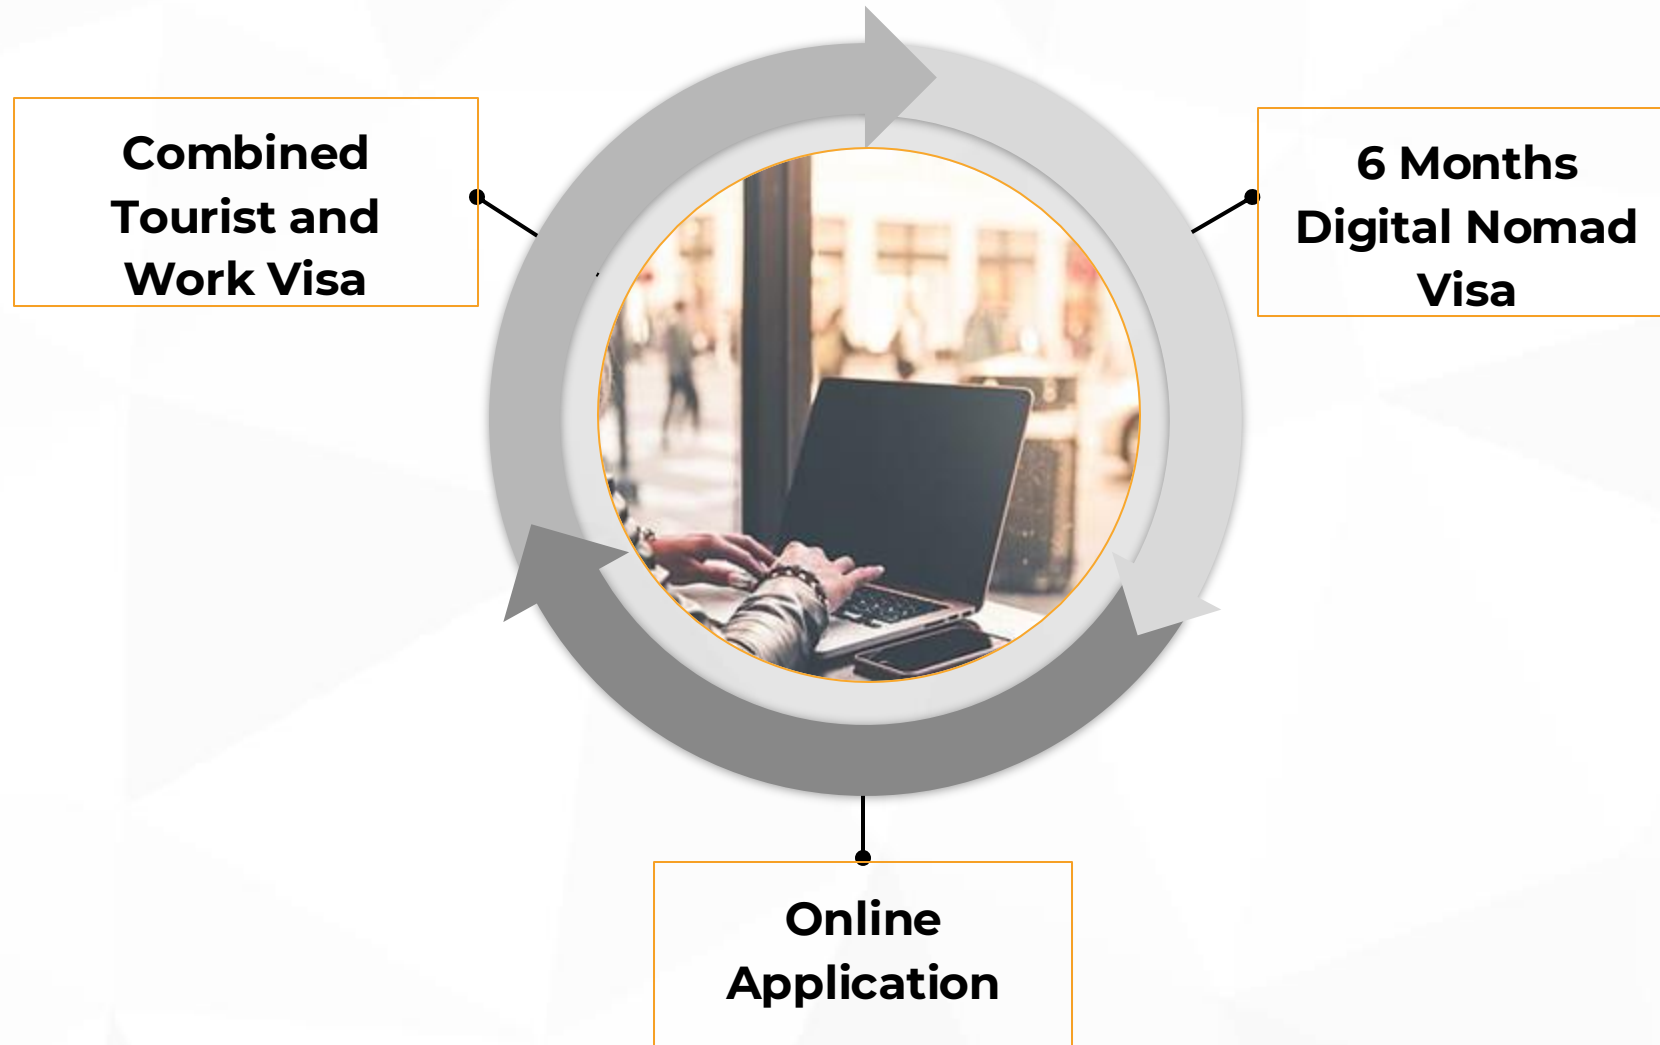 Combined
Tourist and
Work Visa
6 Months
Digital Nomad
Visa
Online
Application